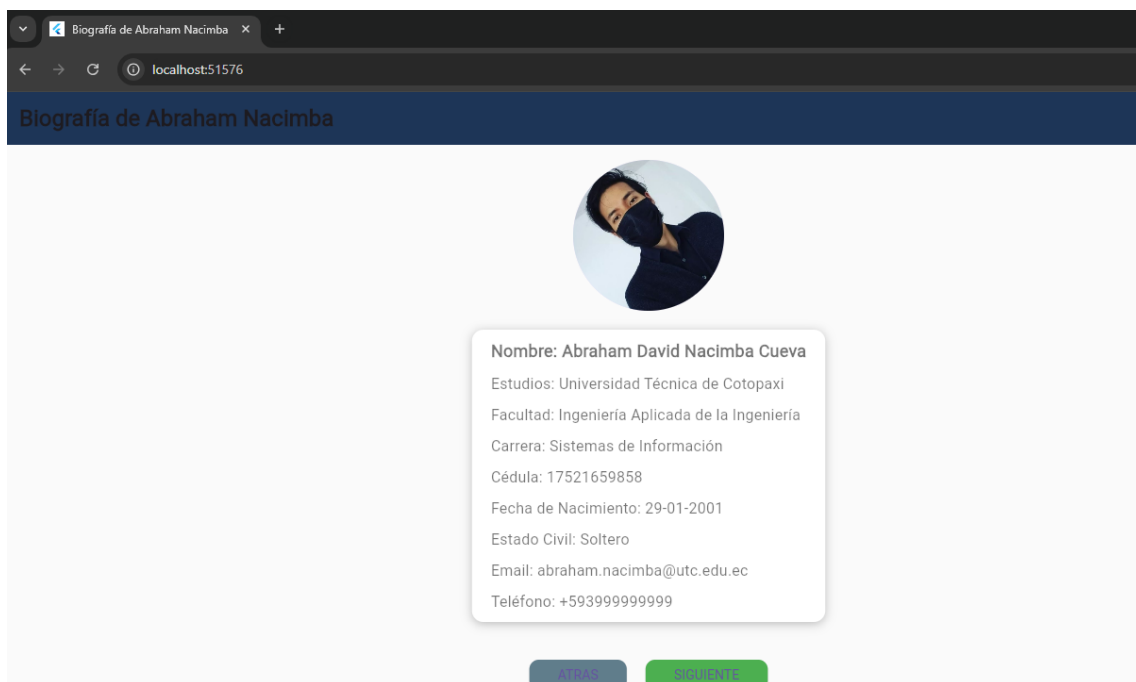 Biografía de Abraham Nacimba
localhost:51576
Biografía de Abraham Nacimba
Nombre: Abraham David Nacimba Cueva
Estudios: Universidad Técnica de Cotopaxi
Facultad: Ingeniería Aplicada de la Ingeniería
Carrera: Sistemas de Información
Cédula: 17521659858
Fecha de Nacimiento: 29-01-2001
Estado Civil: Soltero
Email: abraham.nacimba@utc.edu.ec
Teléfono: +593999999999
ATRAS SIGUIENTE